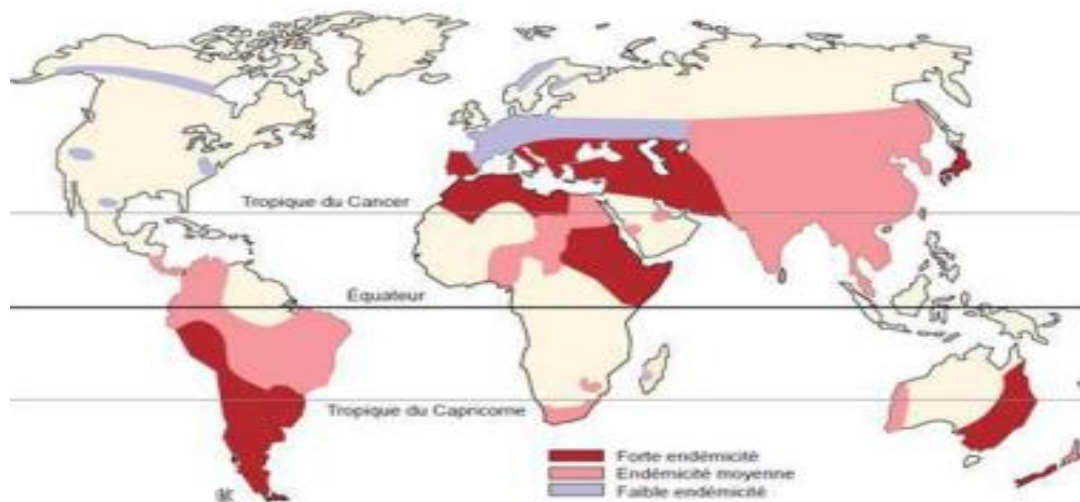 Tropique du Cancer
Équateur
Tropique du Capricorne
Forte endémicité
Endémicité moyenne
Faible endémicité